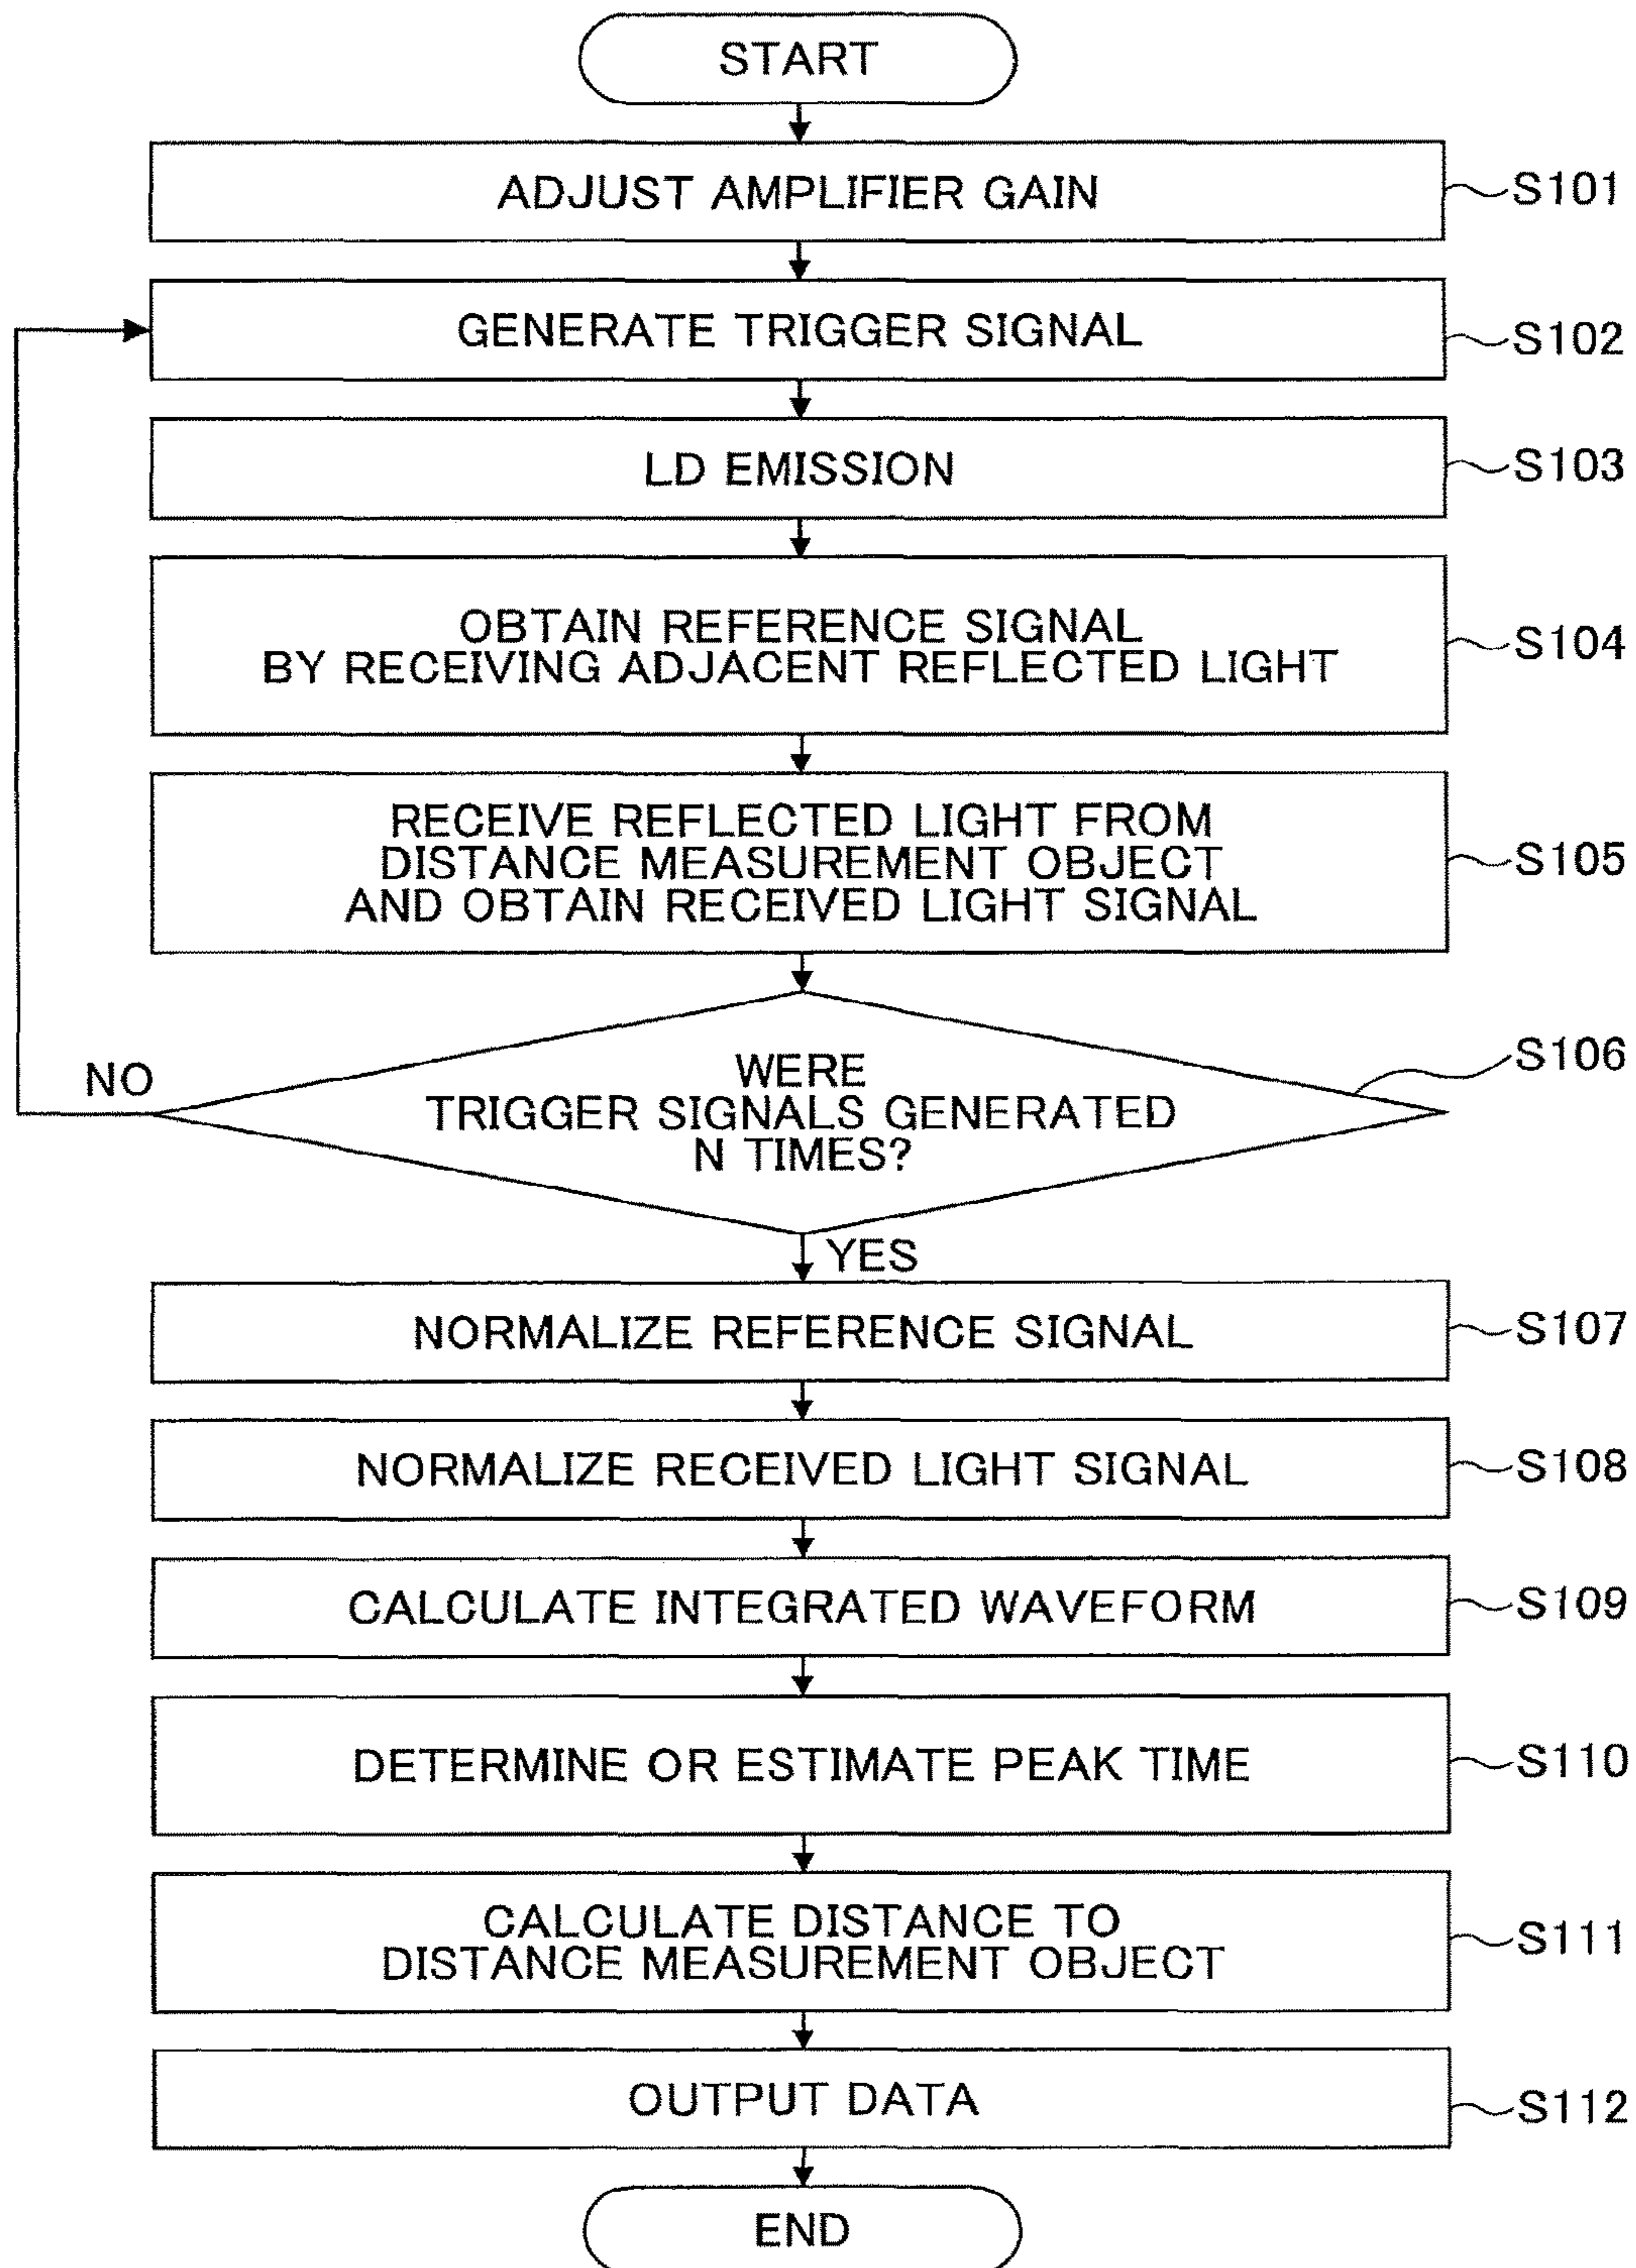 START
ADJUST AMPLIFIER GAIN
S101
GENERATE TRIGGER SIGNAL
S102
LD EMISSION
S103
OBTAIN REFERENCE SIGNAL
BY RECEIVING ADJACENT REFLECTED LIGHT
S104
RECEIVE REFLECTED LIGHT FROM
DISTANCE MEASUREMENT OBJECT
AND OBTAIN RECEIVED LIGHT SIGNAL
S105
NO
WERE
TRIGGER SIGNALS GENERATED
N TIMES?
S106
YES
NORMALIZE REFERENCE SIGNAL
S107
NORMALIZE RECEIVED LIGHT SIGNAL
S108
CALCULATE INTEGRATED WAVEFORM
S109
DETERMINE OR ESTIMATE PEAK TIME
S110
CALCULATE DISTANCE TO
DISTANCE MEASUREMENT OBJECT
S111
OUTPUT DATA
S112
END